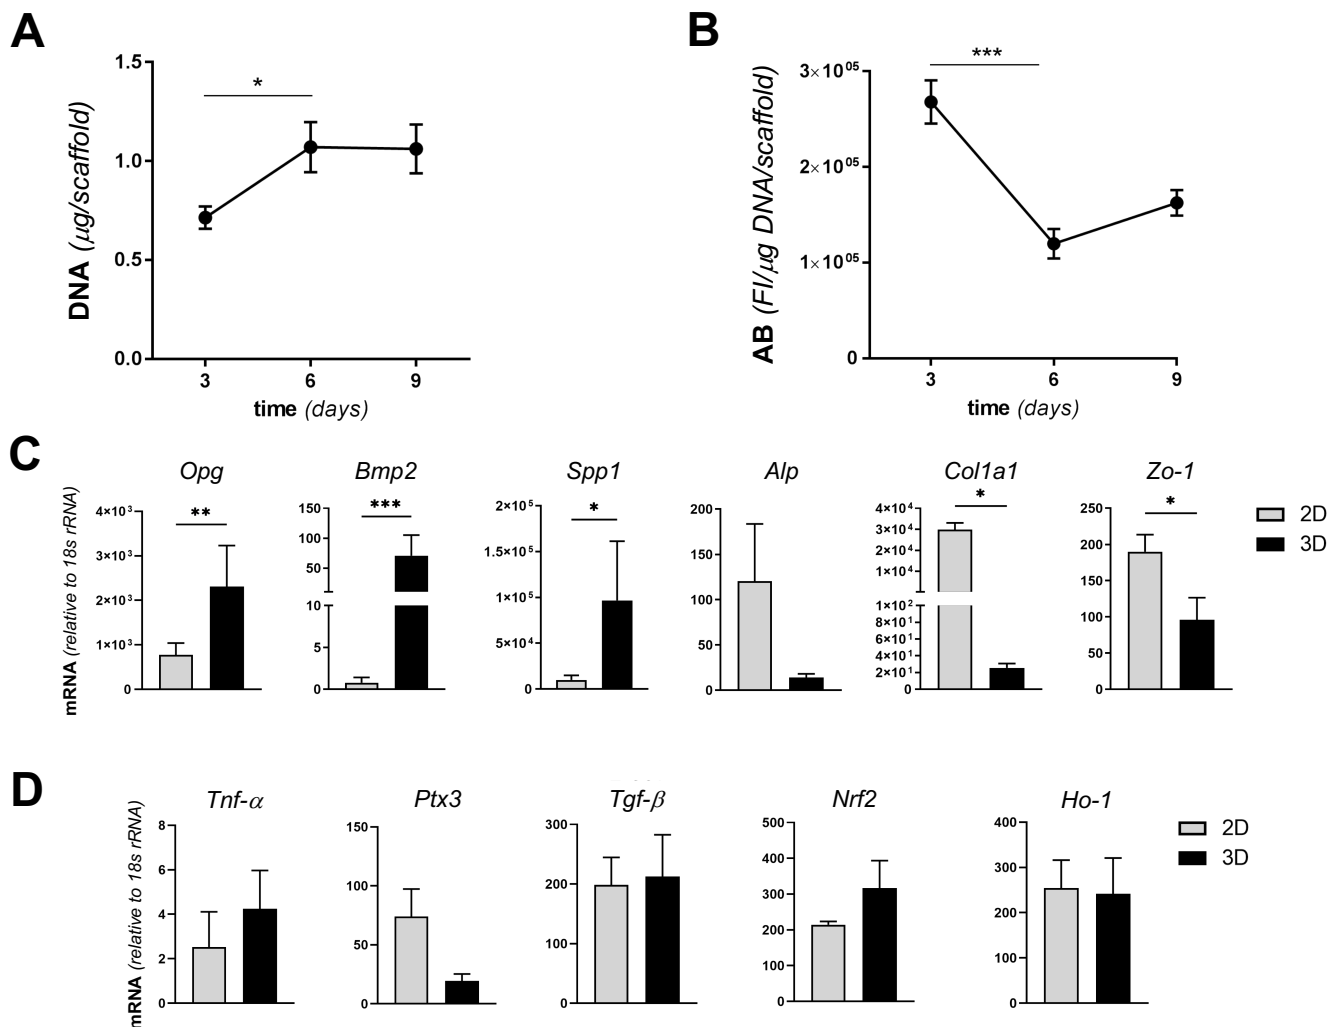 A
B
DNA (μg/scaffold)
1.5
1.0
0.5
0.0
*
3 6 9
time (days)
AB (FI/μg DNA/scaffold)
3×10⁰⁵
2×10⁰⁵
1×10⁰⁵
0
***
3 6 9
time (days)
C
mRNA (relative to 18s rRNA)
Opg
4×10³
3×10³
2×10³
1×10³
0
**
Bmp2
150
100
50
10
5
0
***
Spp1
2×10⁵
1.5×10⁵
1×10⁵
5×10⁴
0
*
Alp
200
150
100
50
0
Col1a1
4×10⁴
3×10⁴
2×10⁴
1×10⁴
1×10²
8×10¹
6×10¹
4×10¹
2×10¹
0
*
Zo-1
250
200
150
100
50
0
*
2D
3D
D
mRNA (relative to 18s rRNA)
Tnf-α
8
6
4
2
0
Ptx3
150
100
50
0
Tgf-β
300
200
100
0
Nrf2
500
400
300
200
100
0
Ho-1
400
300
200
100
0
2D
3D